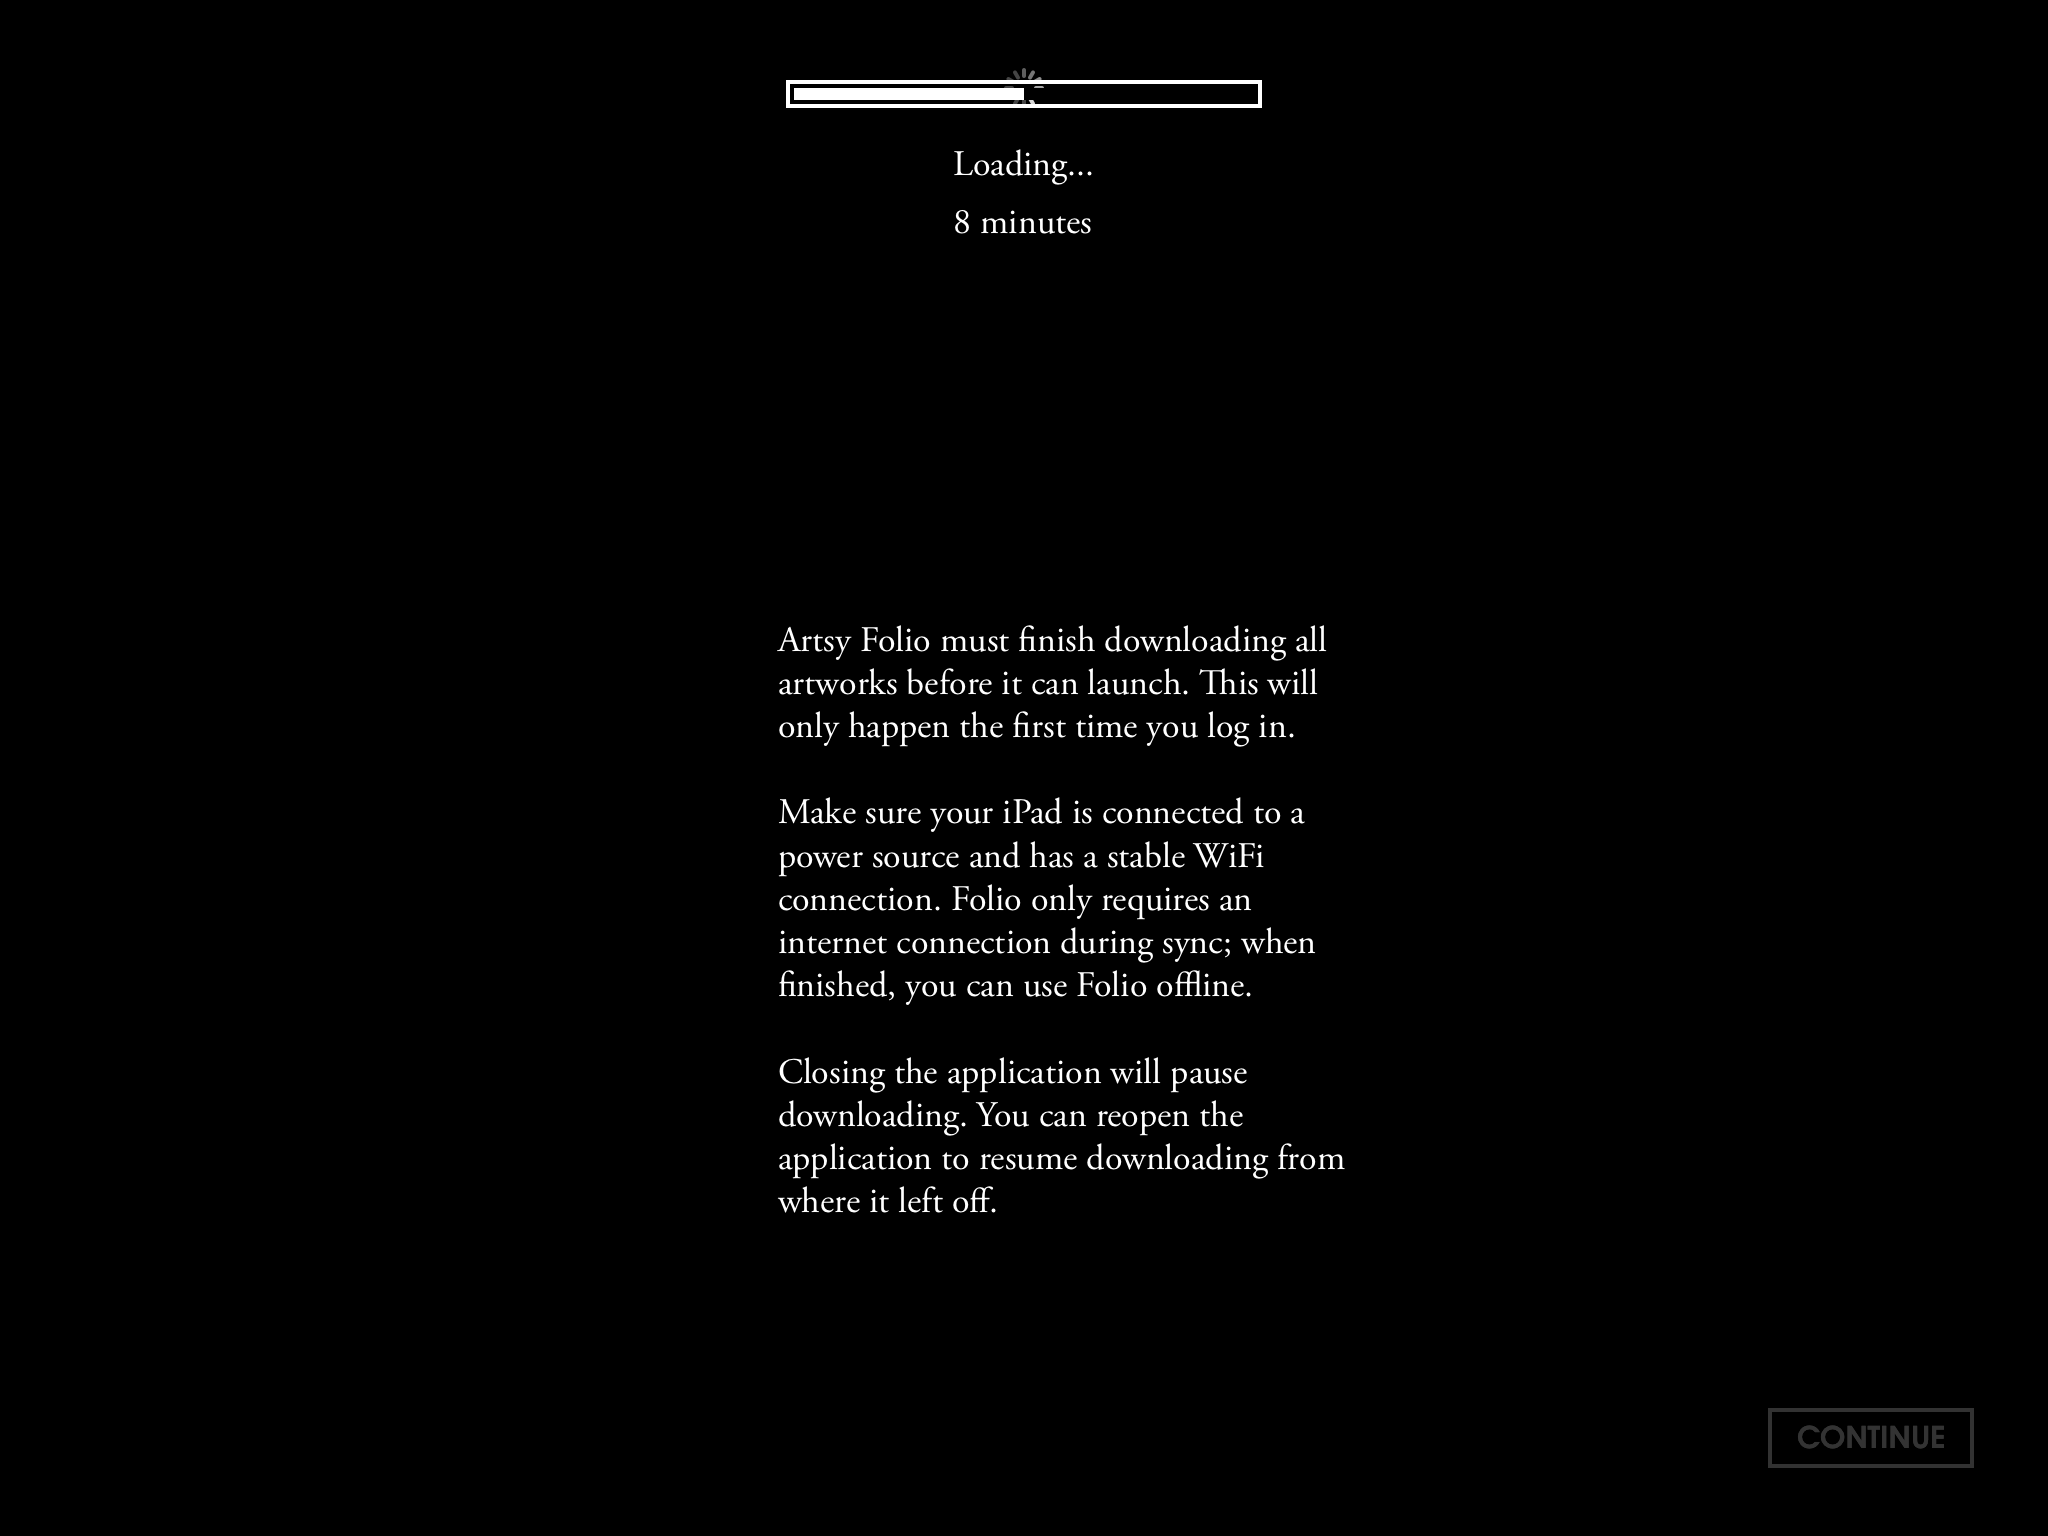 Loading...
8 minutes
Artsy Folio must finish downloading all
artworks before it can launch. This will
only happen the first time you log in.
Make sure your iPad is connected to a
power source and has a stable WiFi
connection. Folio only requires an
internet connection during sync; when
finished, you can use Folio offline.
Closing the application will pause
downloading. You can reopen the
application to resume downloading from
where it left off.
CONTINUE